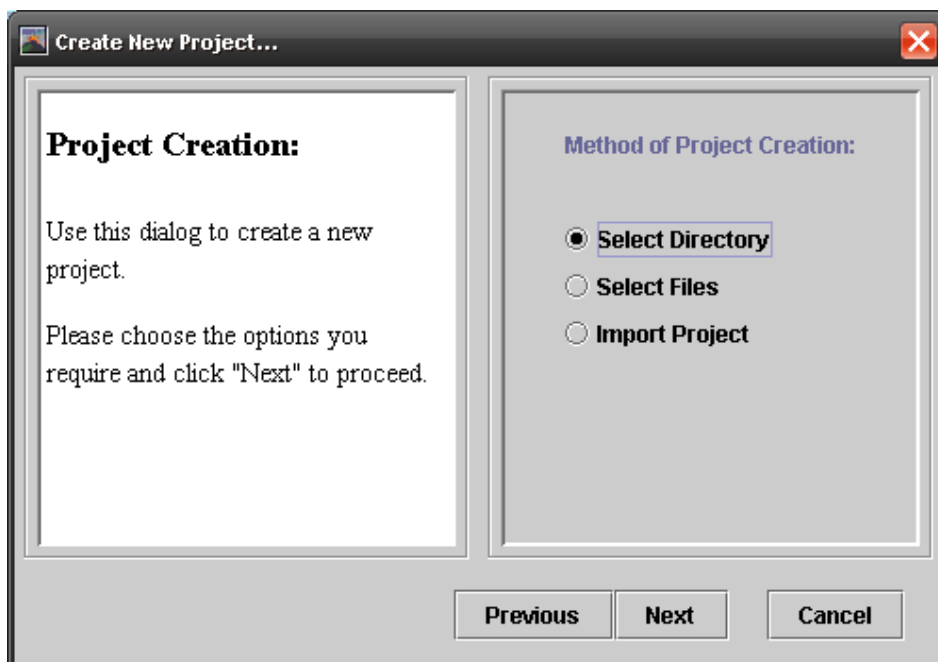 Create New Project...
Project Creation:
Use this dialog to create a new
project.
Please choose the options you
require and click "Next" to proceed.
Method of Project Creation:
Select Directory
Select Files
Import Project
Previous
Next
Cancel